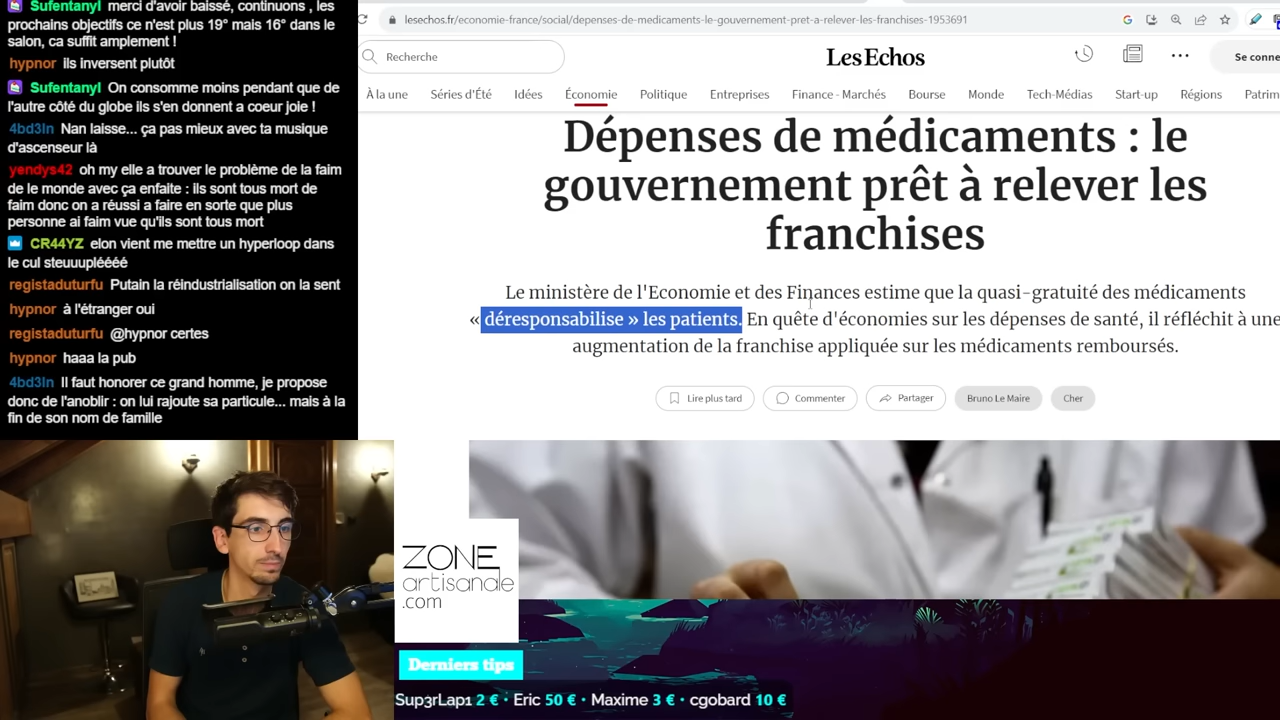 Sufentanyl merci d'avoir baissé, continuons , les
prochains objectifs ce n'est plus 19° mais 16° dans le
salon, ca suffit amplement !
hypnor ils inversent plutôt
Sufentanyl On consomme moins pendant que de
l'autre côté du globe ils s'en donnent a coeur joie !
4bd3ln Nan laisse... ça pas mieux avec ta musique
d'ascenseur là
yendys42 oh my elle a trouver le problème de la faim
de le monde avec ça enfaite : ils sont tous mort de
faim donc on a réussi a faire en sorte que plus
personne ai faim vue qu'ils sont tous mort
CR44YZ elon vient me mettre un hyperloop dans
le cul steuuupléééé
registaduturfu Putain la réindustrialisation on la sent
hypnor à l'étranger oui
registaduturfu @hypnor certes
hypnor haaa la pub
4bd3ln Il faut honorer ce grand homme, je propose
donc de l'anoblir : on lui rajoute sa particule... mais à la
fin de son nom de famille
lesechos.fr/economie-france/social/depenses-de-medicaments-le-gouvernement-pret-a-relever-les-franchises-1953691
Recherche
Les Echos
Se conne
À la une Séries d'Été Idées Économie Politique Entreprises Finance - Marchés Bourse Monde Tech-Médias Start-up Régions Patrim
Dépenses de médicaments : le
gouvernement prêt à relever les
franchises
Le ministère de l'Economie et des Finances estime que la quasi-gratuité des médicaments
« déresponsabilise » les patients. En quête d'économies sur les dépenses de santé, il réfléchit à une
augmentation de la franchise appliquée sur les médicaments remboursés.
Lire plus tard Commenter Partager Bruno Le Maire Cher
ZONE
artisanale
.com
Derniers tips
Sup3rLap1 2 € • Eric 50 € • Maxime 3 € • cgobard 10 €